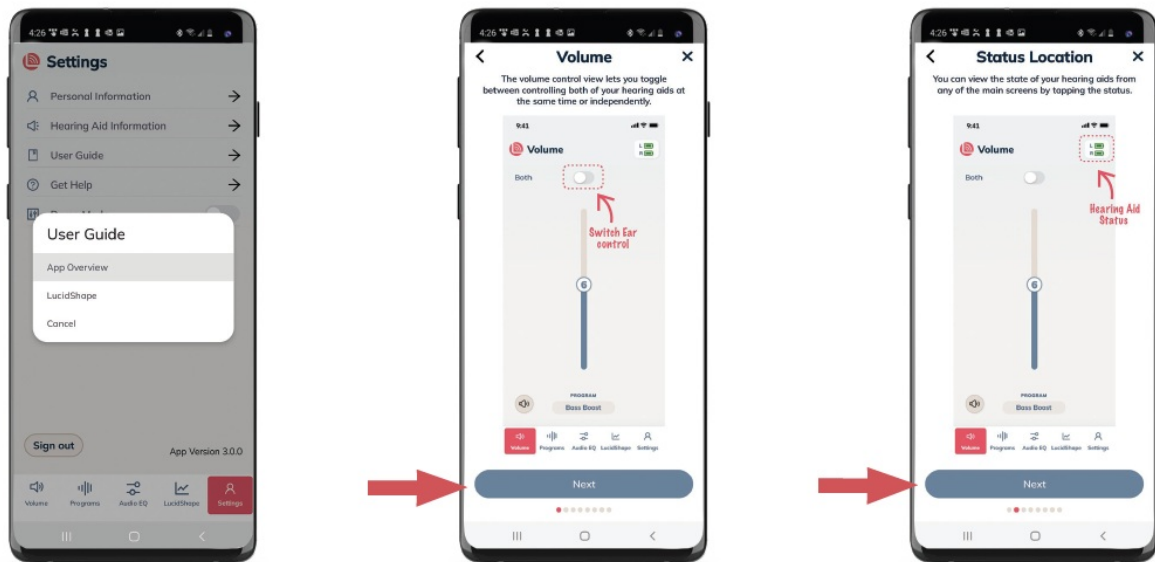 4:26
Settings
Personal Information
Hearing Aid Information
User Guide
Get Help
User Guide
App Overview
LucidShape
Cancel
Sign out
App Version 3.0.0
Volume Programs Audio EQ LucidShape Settings
4:26
Volume
The volume control view lets you toggle
between controlling both of your hearing aids at
the same time or independently.
9:41
Volume
L
R
Both
Switch Ear
control
6
PROGRAM
Bass Boost
Volume Programs Audio EQ LucidShape Settings
Next
4:26
Status Location
You can view the state of your hearing aids from
any of the main screens by tapping the status.
9:41
Volume
L
R
Both
Hearing Aid
Status
6
PROGRAM
Bass Boost
Volume Programs Audio EQ LucidShape Settings
Next